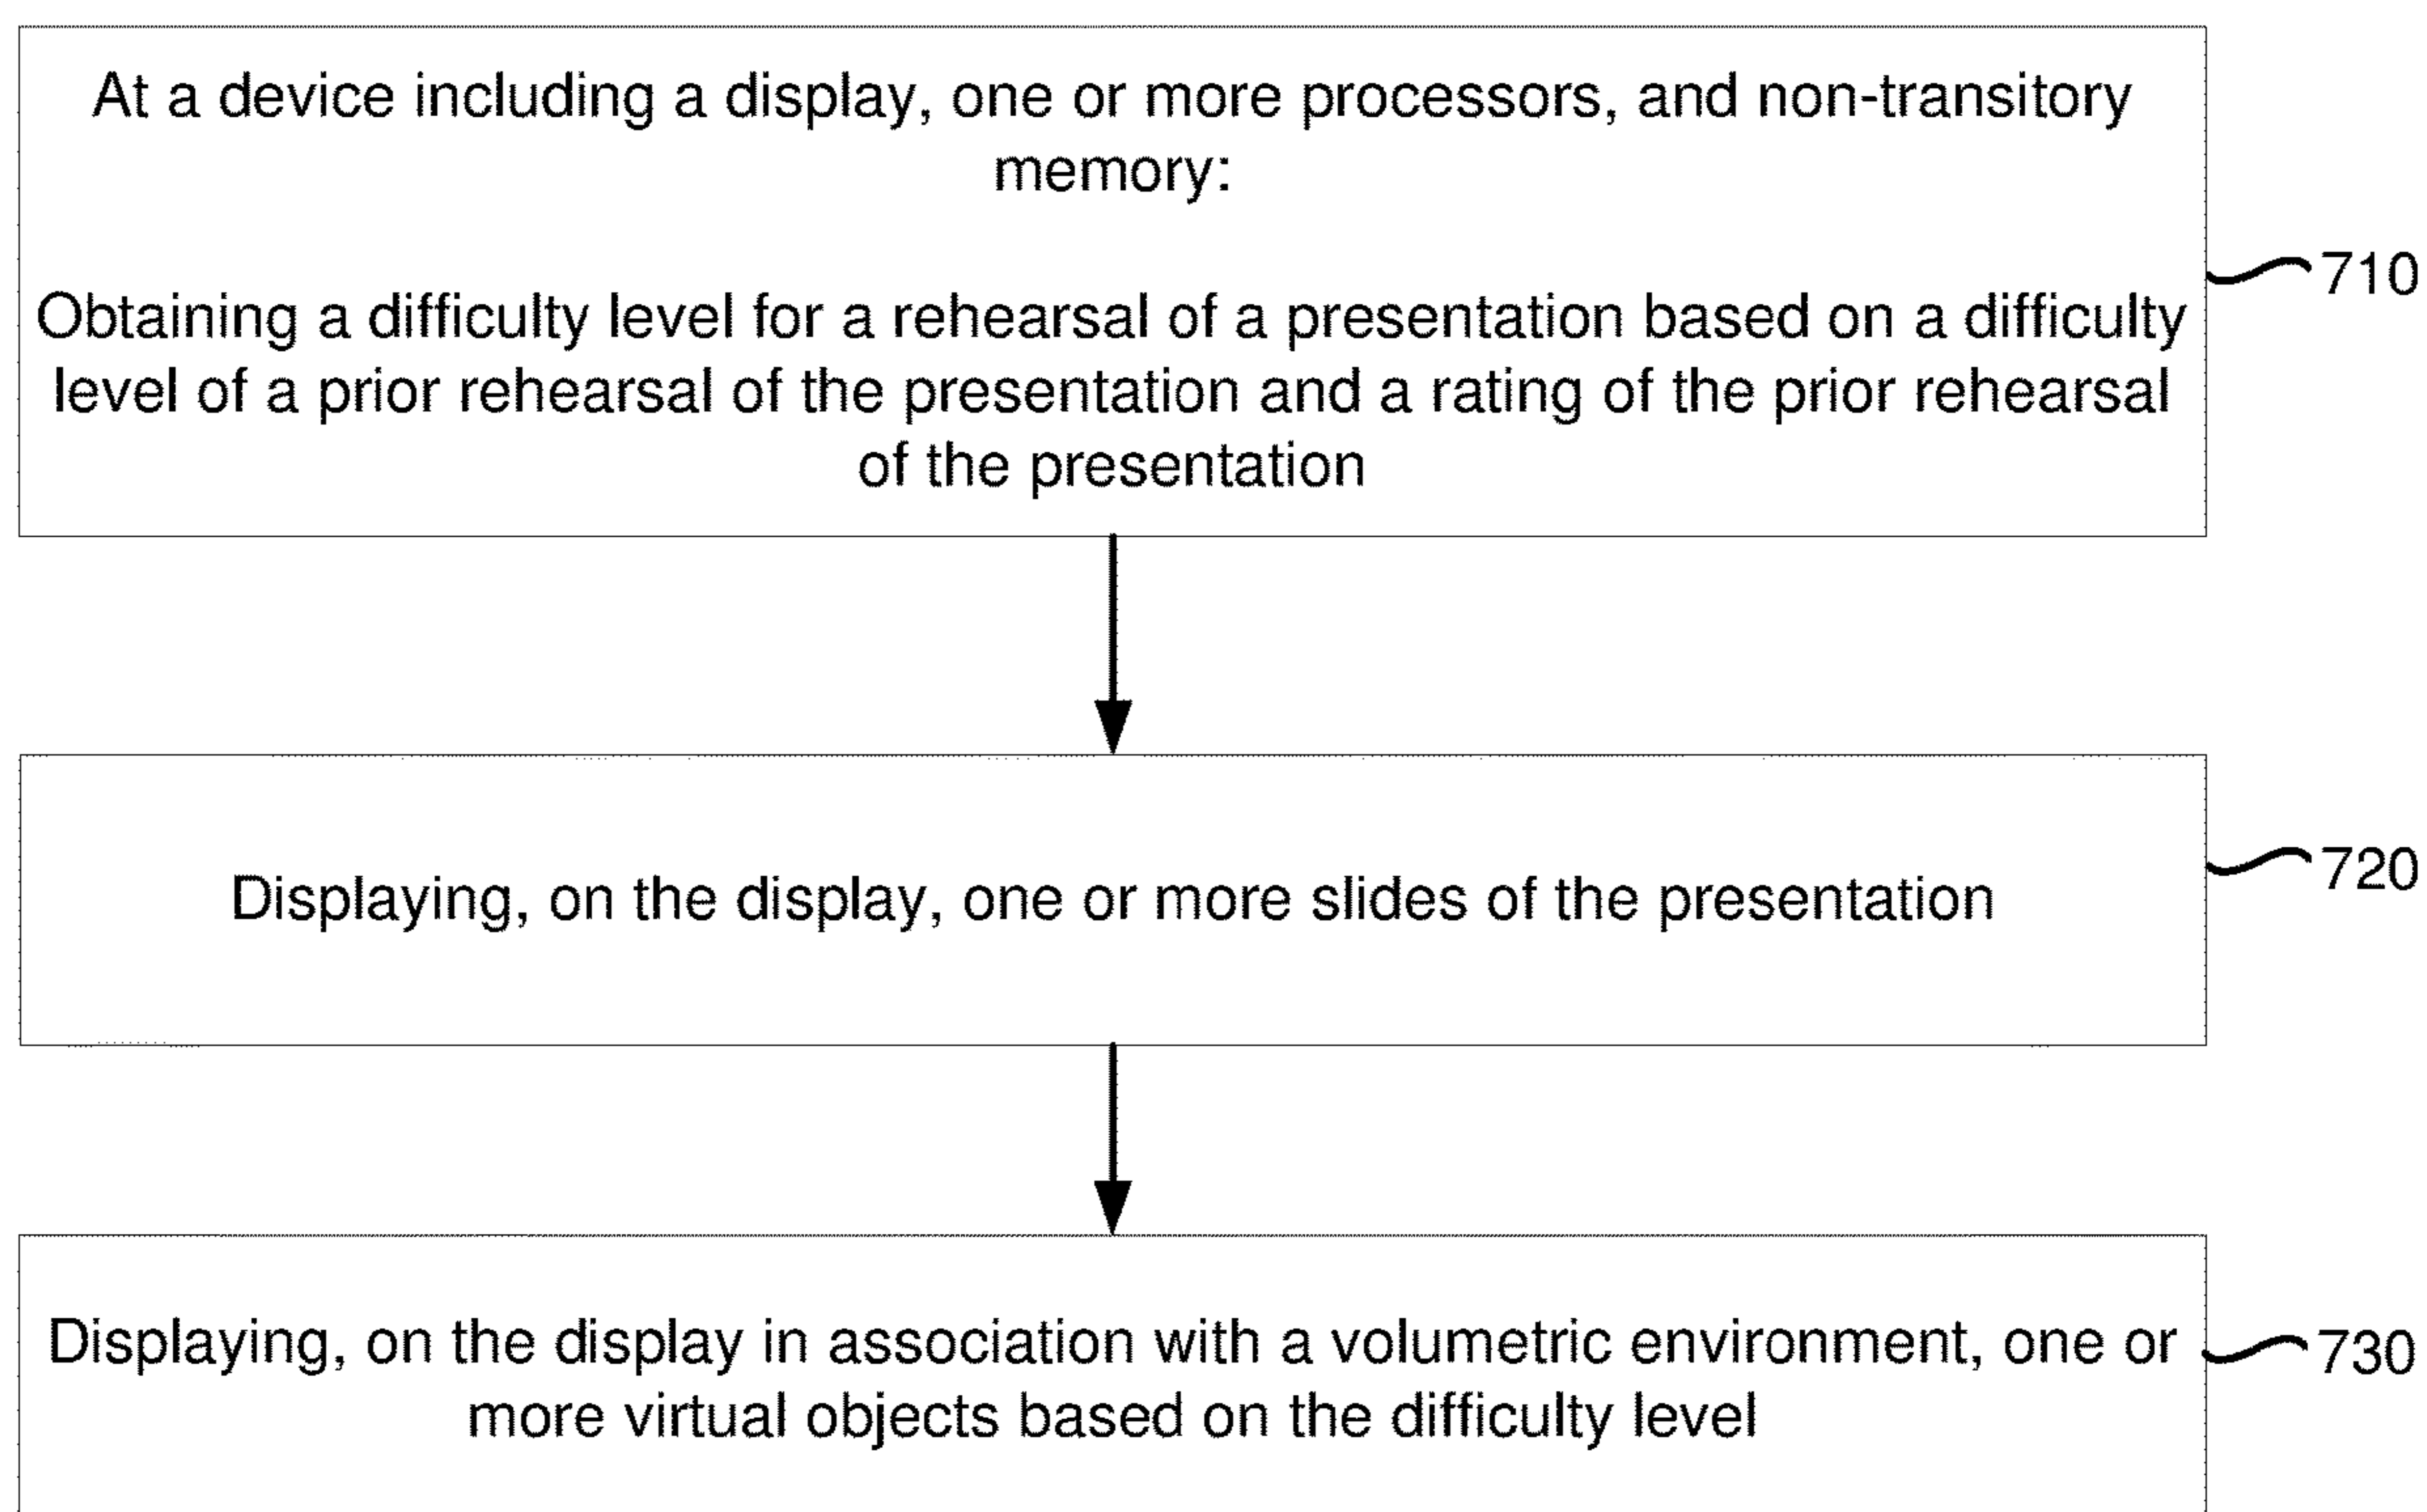 At a device including a display, one or more processors, and non-transitory
memory:
Obtaining a difficulty level for a rehearsal of a presentation based on a difficulty
level of a prior rehearsal of the presentation and a rating of the prior rehearsal
of the presentation
710
Displaying, on the display, one or more slides of the presentation
720
Displaying, on the display in association with a volumetric environment, one or
more virtual objects based on the difficulty level
730